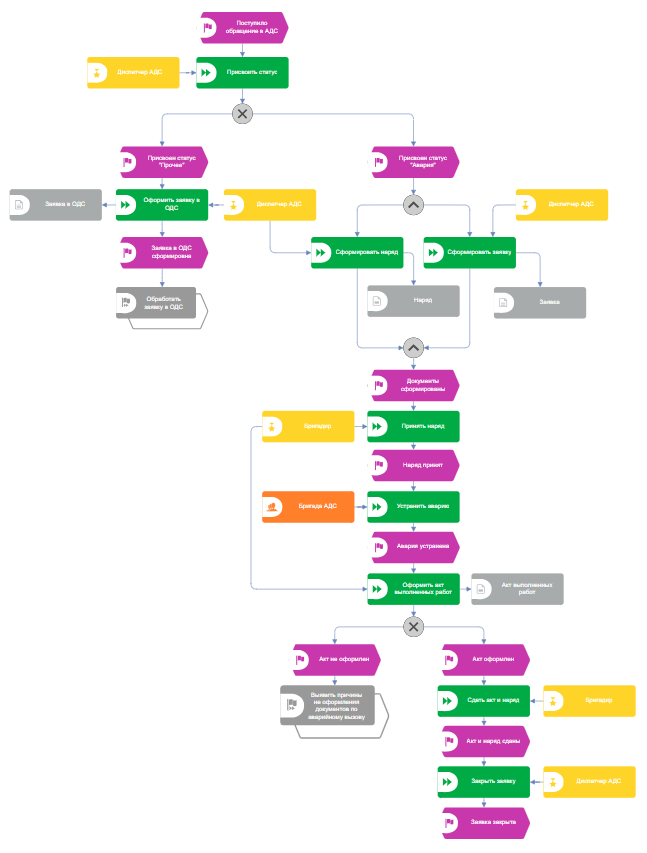 Поступило
обращение в АДС
Диспетчер АДС
Присвоить статус
Присвоен статус
"Прочее"
Присвоен статус
"Авария"
Заявка в ОДС
Оформить заявку в
ОДС
Диспетчер АДС
Диспетчер АДС
Заявка в ОДС
сформирована
Сформировать наряд
Сформировать заявку
Обработать
заявку в ОДС
Наряд
Заявка
Документы
сформированы
Бригадир
Принять наряд
Наряд принят
Бригада АДС
Устранить аварию
Авария устранена
Оформить акт
выполненных работ
Акт выполненных
работ
Акт не оформлен
Акт оформлен
Выявить причины
не оформления
документов по
аварийному вызову
Сдать акт и наряд
Бригадир
Акт и наряд сданы
Закрыть заявку
Диспетчер АДС
Заявка закрыта